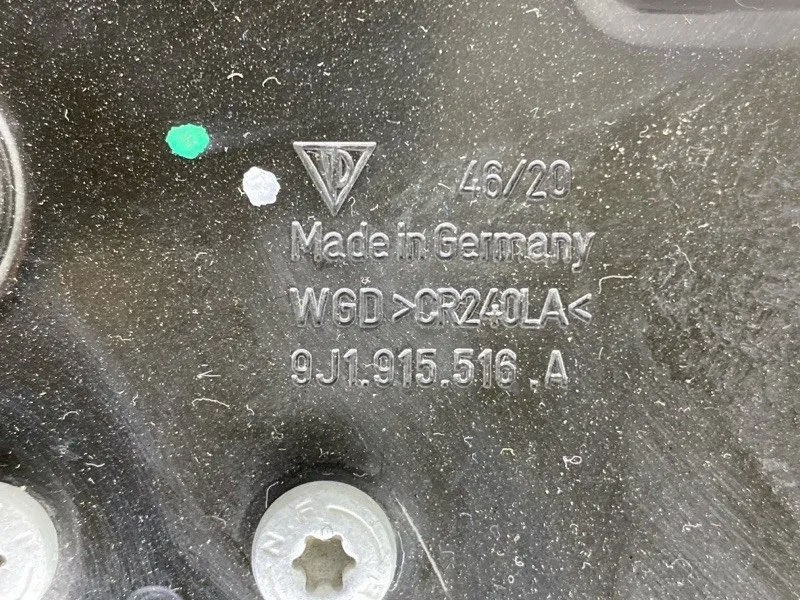 46/20
Made in Germany
WGD >CR240LA<
9J1.915.516 A